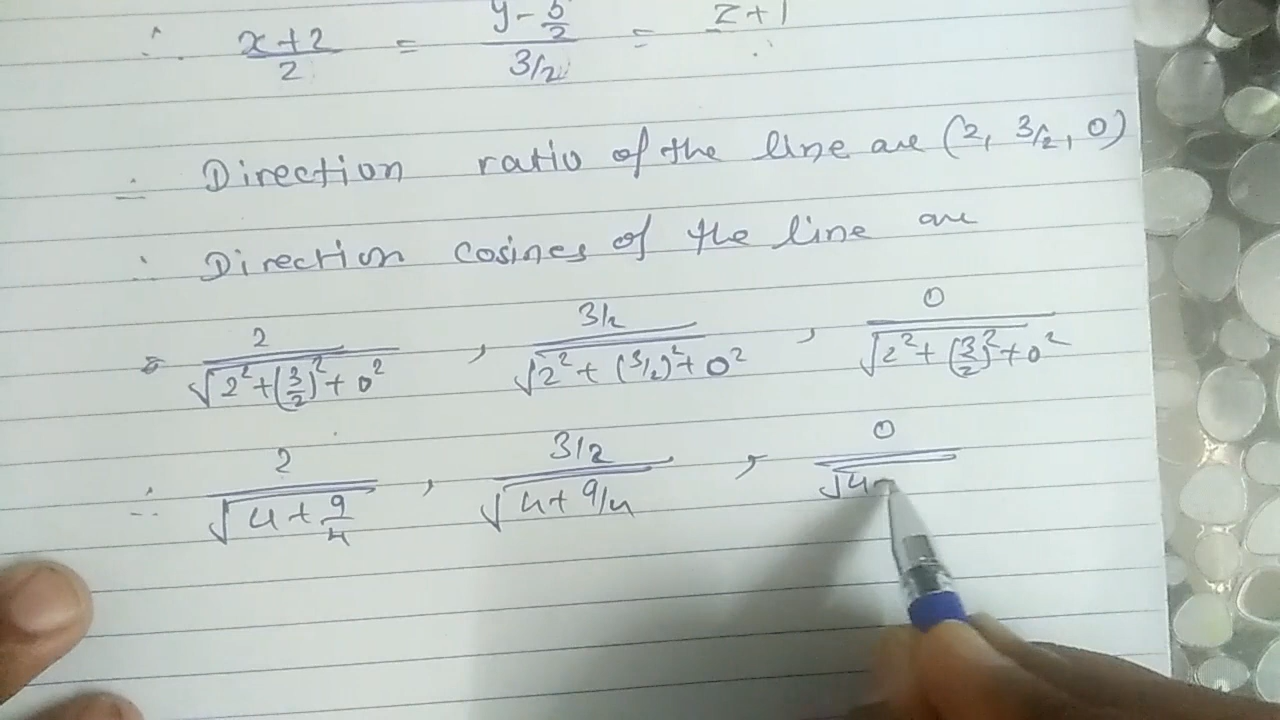 ∴ x+2/2 = y-5/2/3/2 = z+1
∴ Direction ratio of the line are (2, 3/2, 0)
∴ Direction cosines of the line are
2/√2²+(3/2)²+0² , 3/2/√2²+(3/2)²+0² , 0/√2²+(3/2)²+0²
∴ 2/√4+9/4 , 3/2/√4+9/4 , 0/√4